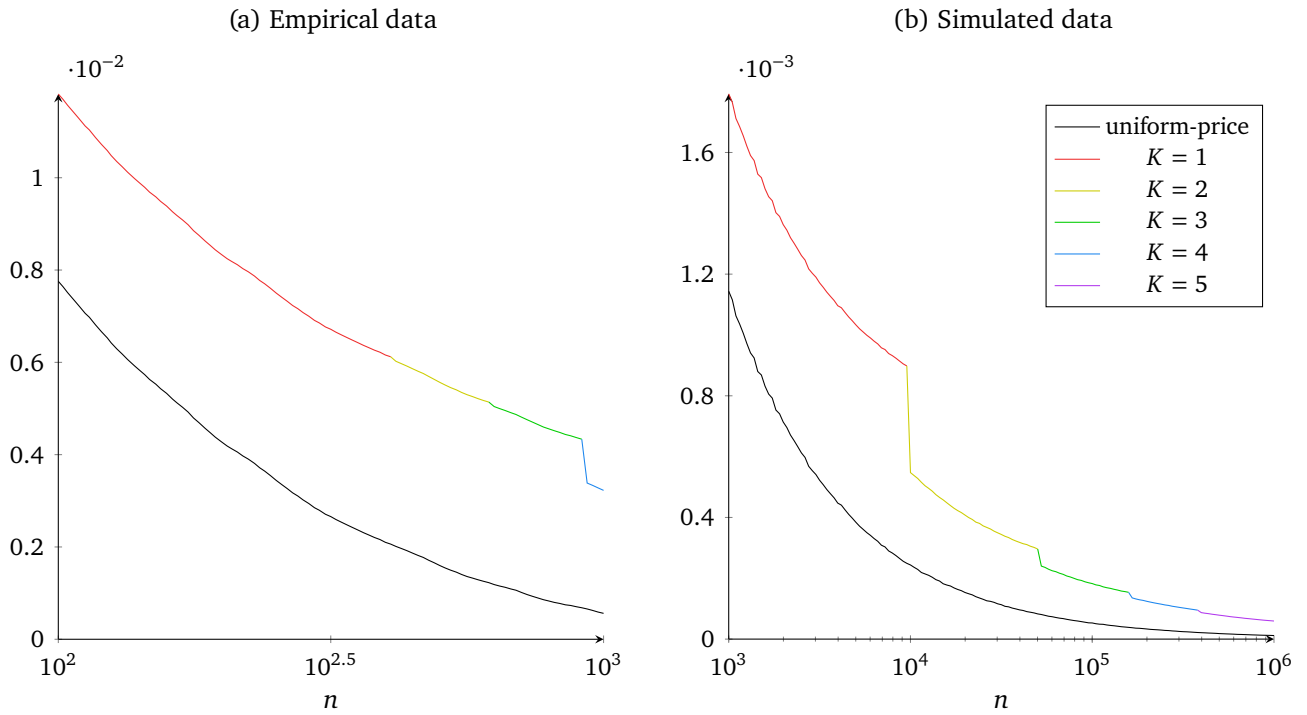 (a) Empirical data
·10⁻²
1
0.8
0.6
0.4
0.2
0
10² 10²·⁵ 10³
n
(b) Simulated data
·10⁻³
1.6
1.2
0.8
0.4
0
10³ 10⁴ 10⁵ 10⁶
n
uniform-price
K = 1
K = 2
K = 3
K = 4
K = 5